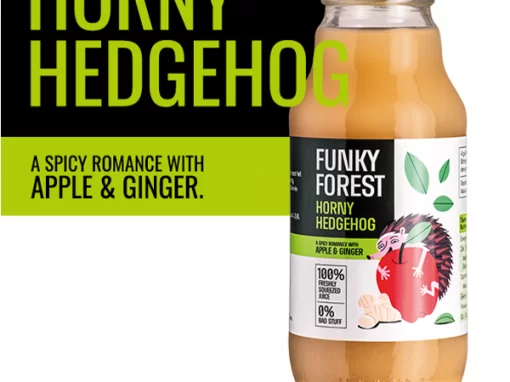 HORNY
HEDGEHOG
A SPICY ROMANCE WITH
APPLE & GINGER.
FUNKY
FOREST
HORNY
HEDGEHOG
A SPICY ROMANCE WITH
APPLE & GINGER
100%
FRESHLY
SQUEEZED
JUICE
0%
BAD STUFF